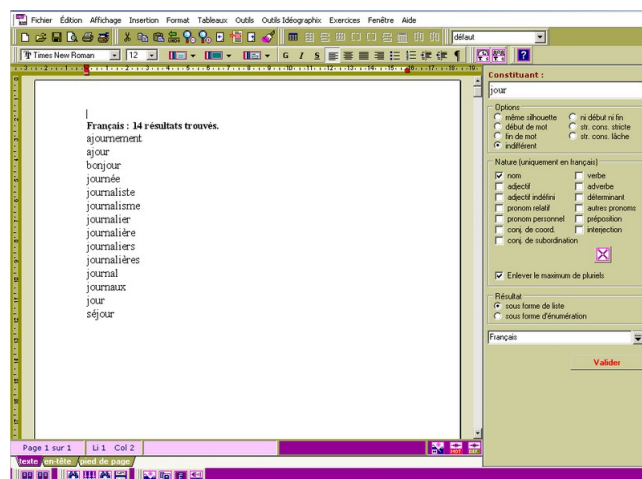 Fichier Édition Affichage Insertion Format Tableaux Outils Outils Idéographix Exercices Fenêtre Aide
défaut
Times New Roman 12 G I S
Français : 14 résultats trouvés.
ajournement
ajour
bonjour
journée
journaliste
journalisme
journalier
journalière
journaliers
journalières
journal
journaux
jour
séjour
Constituant :
jour
Options
même silhouette ni début ni fin
début de mot str. cons. stricte
fin de mot str. cons. lâche
indifférent
Nature (uniquement en français)
nom verbe
adjectif adverbe
adjectif indéfini déterminant
pronom relatif autres pronoms
pronom personnel préposition
conj. de coord. interjection
conj. de subordination
Enlever le maximum de pluriels
Résultat
sous forme de liste
sous forme d'énumération
Français
Valider
Page 1 sur 1 Li 1 Col 2
texte en-tête pied de page